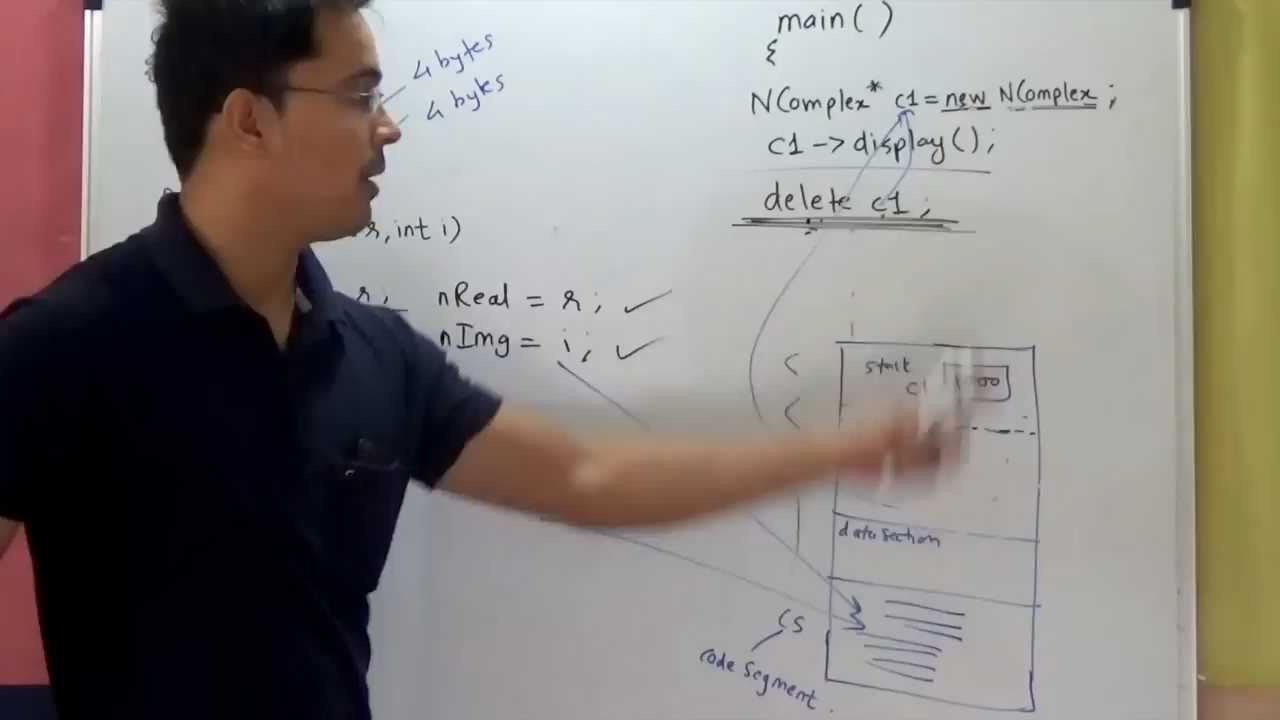 4 bytes
4 bytes
main( )
{
NComplex* c1 = new NComplex ;
c1 -> display();
delete c1 ;
r, int i)
r;
nReal = r ;
nImg = i ;
stack
c1
data section
CS
code segment.